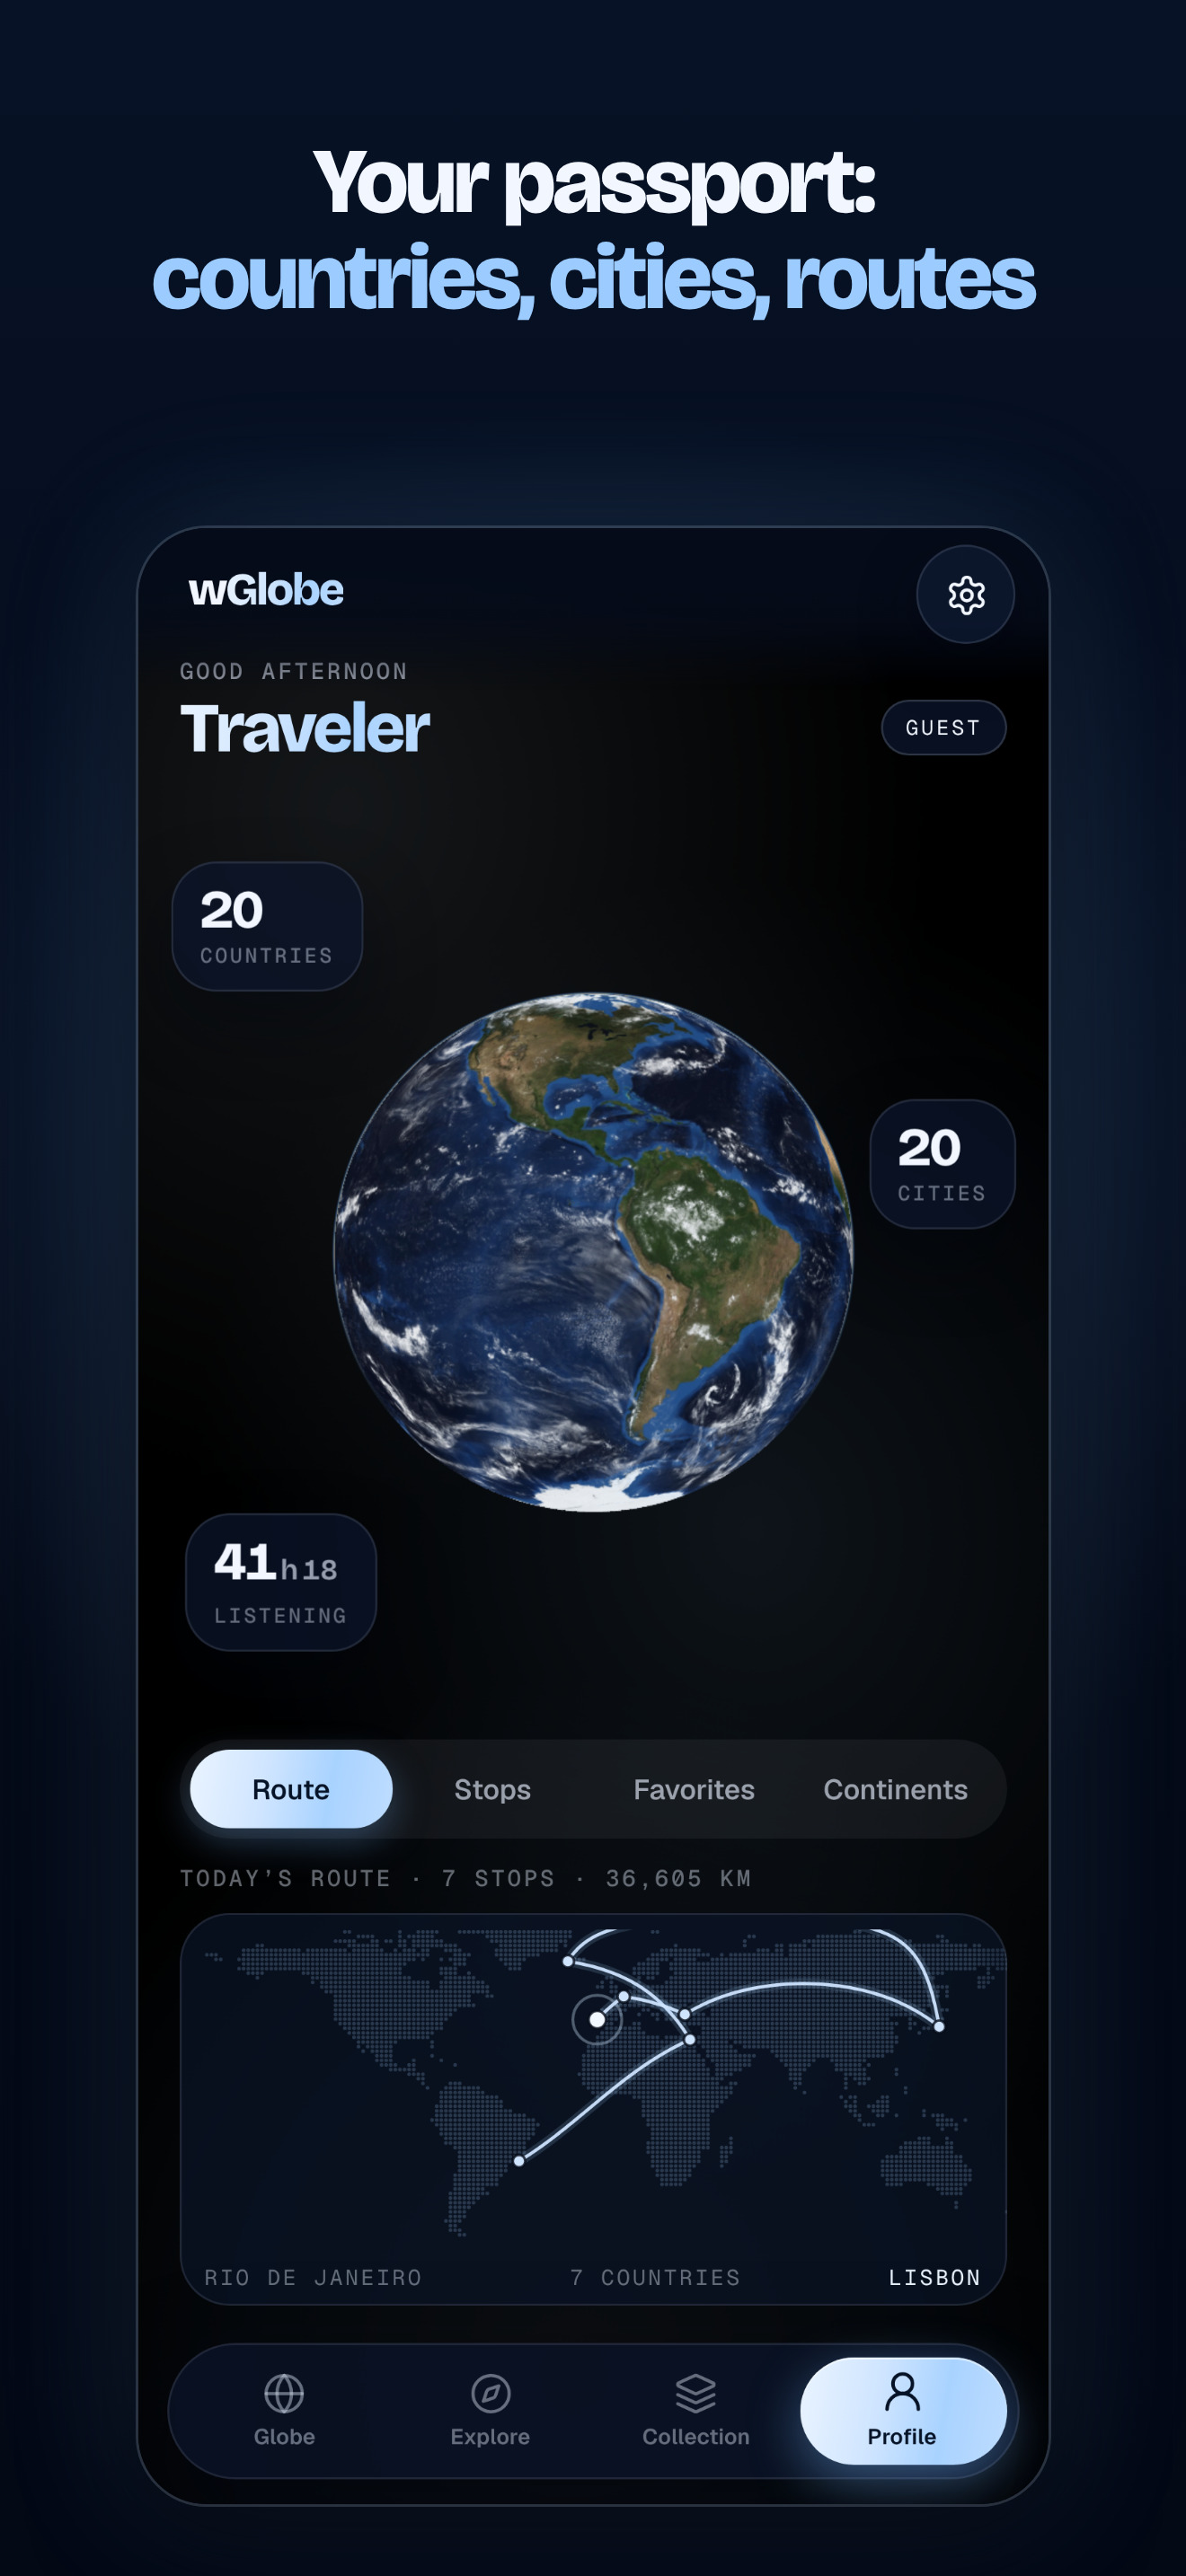 Your passport:
countries, cities, routes
wGlobe
GOOD AFTERNOON
Traveler
GUEST
20
COUNTRIES
20
CITIES
41h18
LISTENING
Route Stops Favorites Continents
TODAY’S ROUTE · 7 STOPS · 36,605 KM
RIO DE JANEIRO 7 COUNTRIES LISBON
Globe Explore Collection Profile